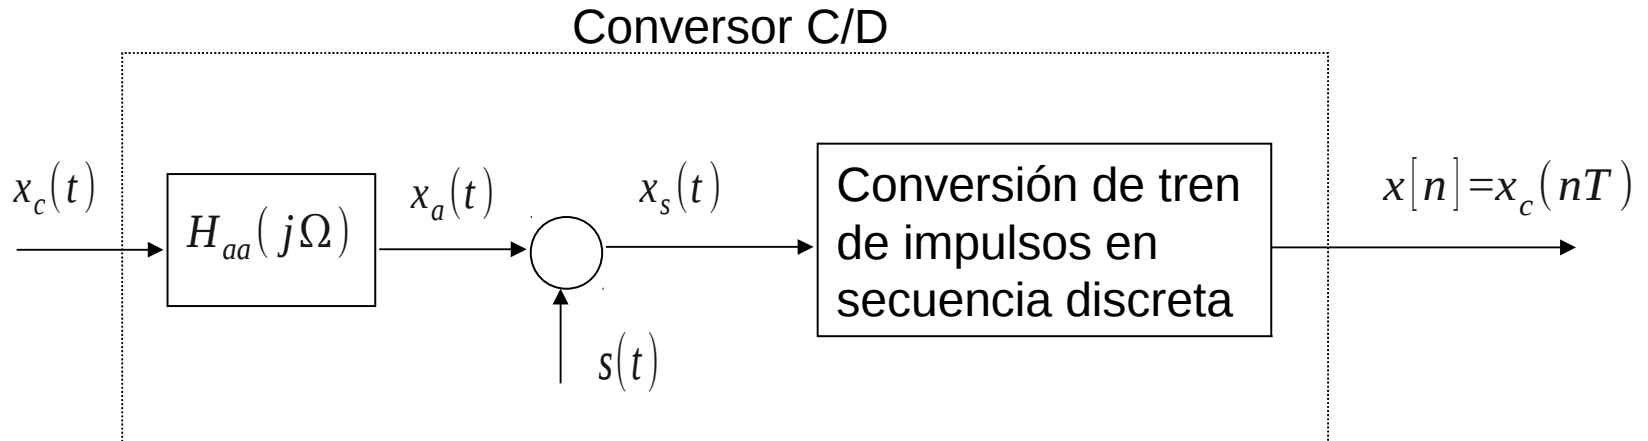 Conversor C/D
x_c(t)
H_aa(jΩ)
x_a(t)
x_s(t)
s(t)
Conversión de tren
de impulsos en
secuencia discreta
x[n]=x_c(nT)